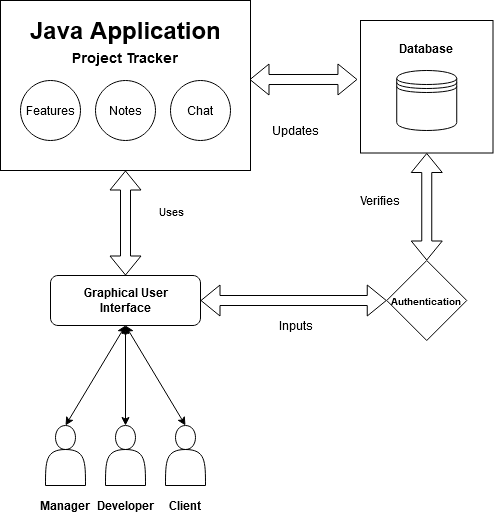 Java Application
Project Tracker
Features
Notes
Chat
Database
Updates
Uses
Verifies
Graphical User
Interface
Authentication
Inputs
Manager
Developer
Client